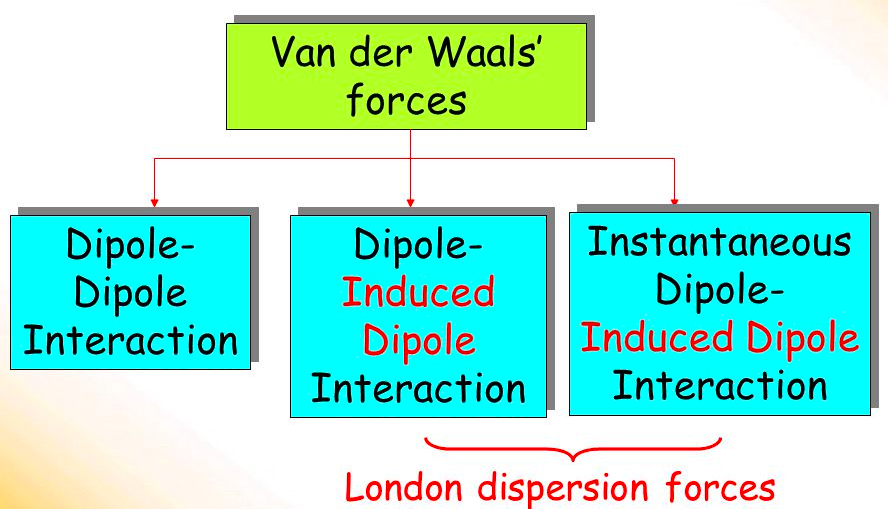 Van der Waals’
forces
Dipole-
Dipole
Interaction
Dipole-
Induced
Dipole
Interaction
Instantaneous
Dipole-
Induced Dipole
Interaction
London dispersion forces